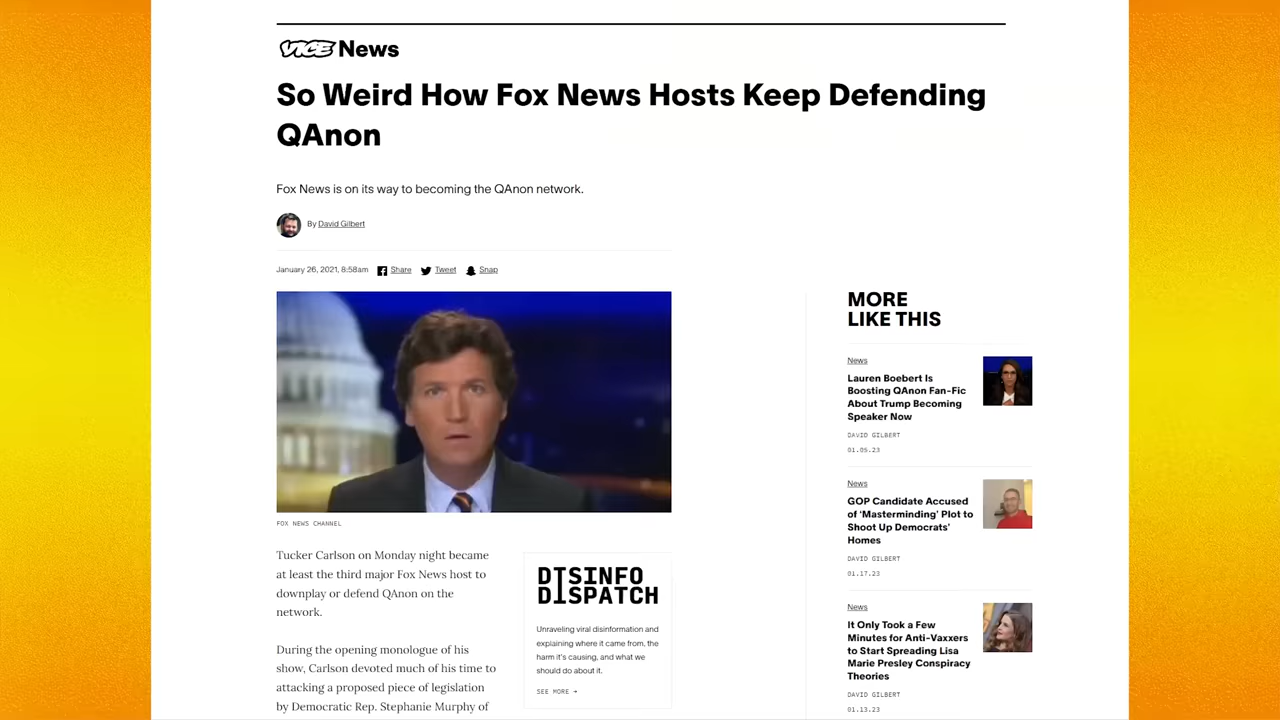 VICE News
So Weird How Fox News Hosts Keep Defending
QAnon
Fox News is on its way to becoming the QAnon network.
By David Gilbert
January 26, 2021, 8:58am Share Tweet Snap
FOX NEWS CHANNEL
Tucker Carlson on Monday night became
at least the third major Fox News host to
downplay or defend QAnon on the
network.
During the opening monologue of his
show, Carlson devoted much of his time to
attacking a proposed piece of legislation
by Democratic Rep. Stephanie Murphy of
DISINFO
DISPATCH
Unraveling viral disinformation and
explaining where it came from, the
harm it's causing, and what we
should do about it.
SEE MORE →
MORE
LIKE THIS
News
Lauren Boebert Is
Boosting QAnon Fan-Fic
About Trump Becoming
Speaker Now
DAVID GILBERT
01.05.23
News
GOP Candidate Accused
of ‘Masterminding’ Plot to
Shoot Up Democrats’
Homes
DAVID GILBERT
01.17.23
News
It Only Took a Few
Minutes for Anti-Vaxxers
to Start Spreading Lisa
Marie Presley Conspiracy
Theories
DAVID GILBERT
01.13.23